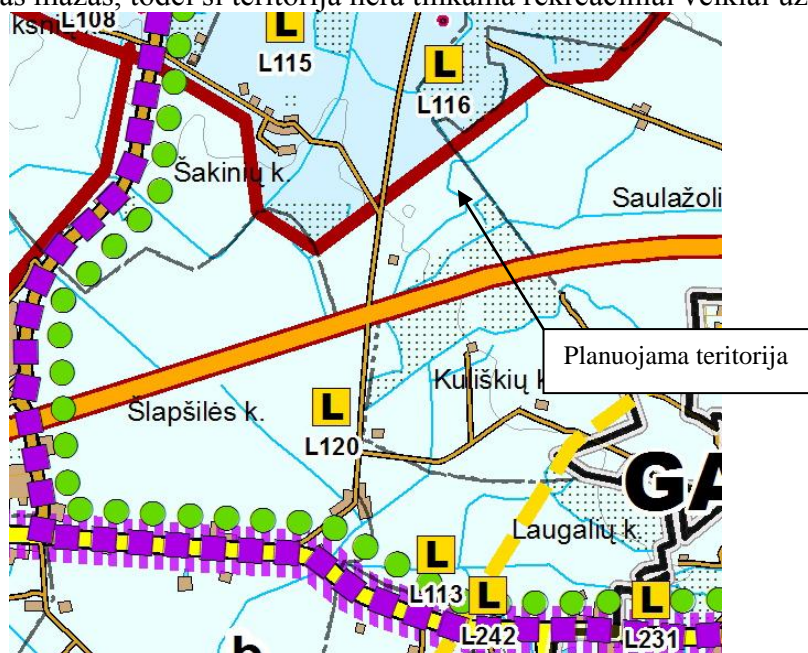 as mažas, todėl ši teritorija nėra tinkama rekreacinei veiklai už
L108
L115
L
L116
Šakinių k.
Saulažoli
Planuojama teritorija
Kuliškių k
L
L120
Šlapšilės k.
GA
Laugalių k.
L
L113
L
L242
L
L231